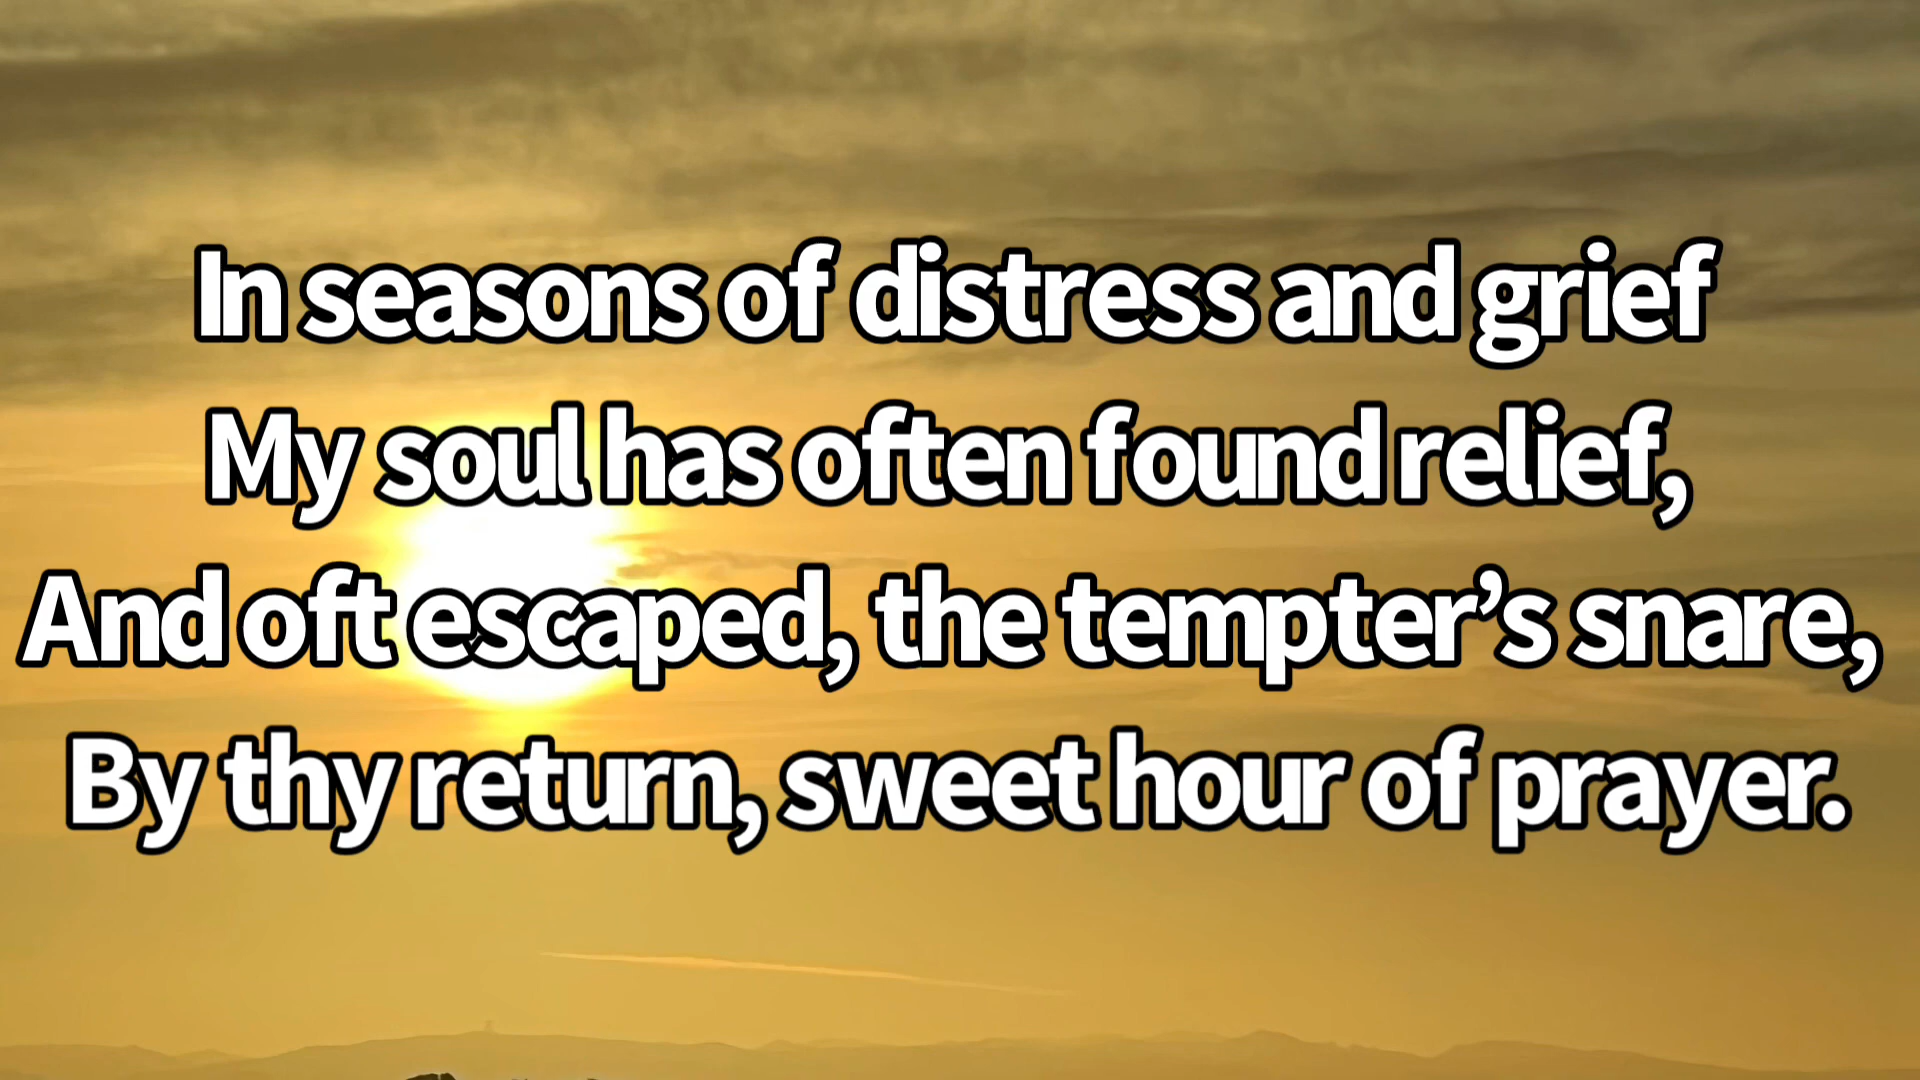 In seasons of distress and grief
My soul has often found relief,
And oft escaped, the tempter’s snare,
By thy return, sweet hour of prayer.